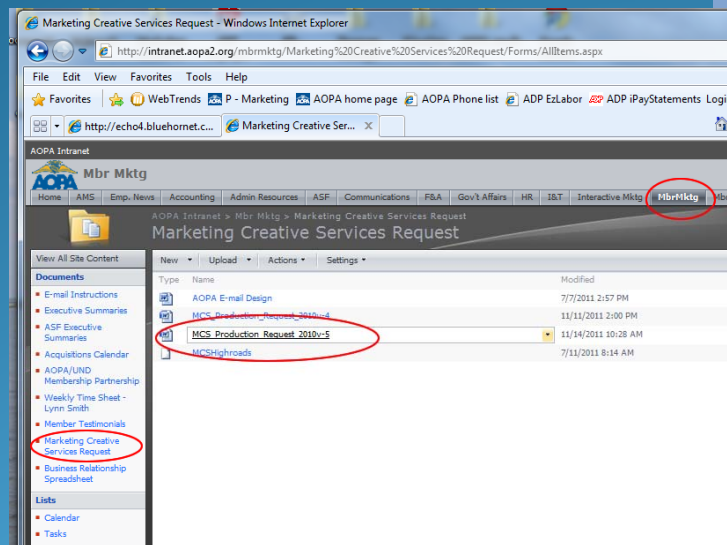 Marketing Creative Services Request - Windows Internet Explorer
http://intranet.aopa2.org/mbrmktg/Marketing%20Creative%20Services%20Request/Forms/AllItems.aspx
File Edit View Favorites Tools Help
Favorites WebTrends P - Marketing AOPA home page AOPA Phone list ADP EzLabor ADP iPayStatements Logi
http://echo4.bluehornet.c... Marketing Creative Ser... X
AOPA Intranet
AOPA Mbr Mktg
Home AMS Emp. News Accounting Admin Resources ASF Communications F&A Gov't Affairs HR I&T Interactive Mktg MbrMktg Mbr
AOPA Intranet > Mbr Mktg > Marketing Creative Services Request
Marketing Creative Services Request
View All Site Content
New Upload Actions Settings
Documents
Type Name Modified
E-mail Instructions
AOPA E-mail Design 7/7/2011 2:57 PM
Executive Summaries
MCS_Production_Request_2010v-4 11/11/2011 2:00 PM
ASF Executive
Summaries
MCS_Production_Request_2010v-5 11/14/2011 10:28 AM
Acquisitions Calendar
MCSHighroads 7/11/2011 8:14 AM
AOPA/UND
Membership Partnership
Weekly Time Sheet -
Lynn Smith
Member Testimonials
Marketing Creative
Services Request
Business Relationship
Spreadsheet
Lists
Calendar
Tasks